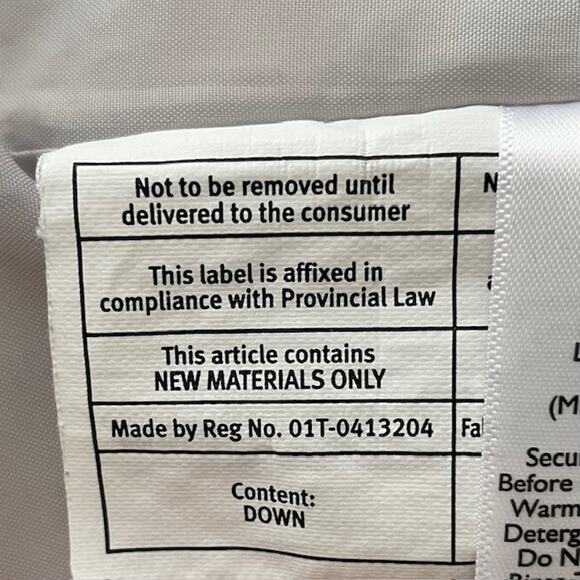 Not to be removed until
delivered to the consumer
This label is affixed in
compliance with Provincial Law
This article contains
NEW MATERIALS ONLY
Made by Reg No. 01T-0413204
Content:
DOWN
(M
Secu
Before
Warm
Deterg
Do N